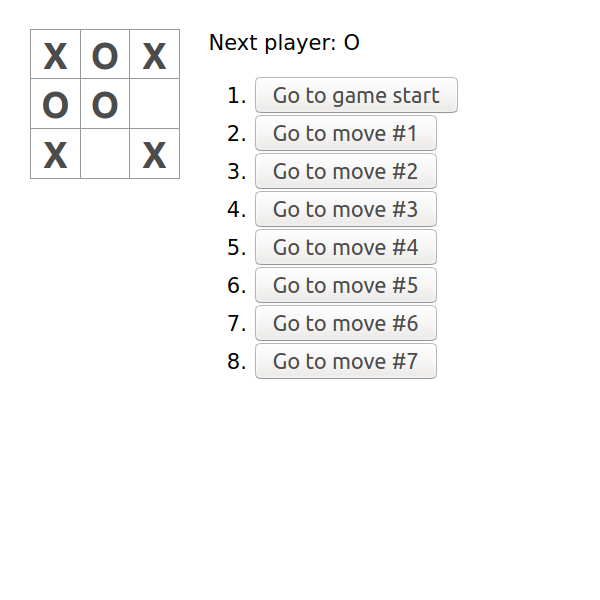 X O X
O O
X X
Next player: O
1. Go to game start
2. Go to move #1
3. Go to move #2
4. Go to move #3
5. Go to move #4
6. Go to move #5
7. Go to move #6
8. Go to move #7